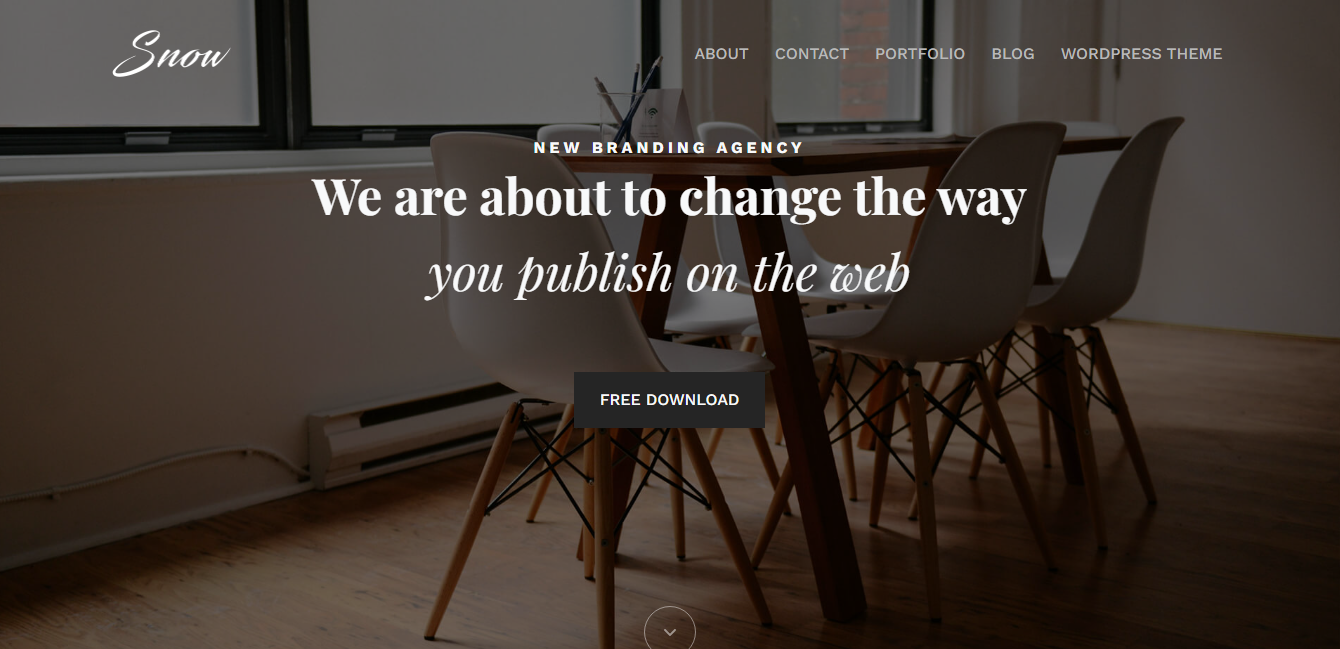 Snow
ABOUT CONTACT PORTFOLIO BLOG WORDPRESS THEME
NEW BRANDING AGENCY
We are about to change the way
you publish on the web
FREE DOWNLOAD